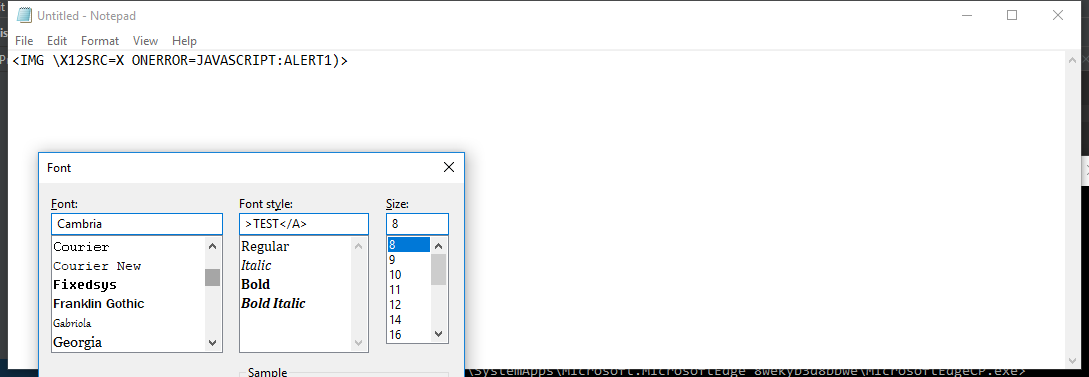 Untitled - Notepad
File Edit Format View Help
<IMG \X12SRC=X ONERROR=JAVASCRIPT:ALERT1)>
Font
Font: Font style: Size:
Cambria >TEST</A> 8
Courier Regular 8
Courier New Italic 9
Fixedsys Bold 10
Franklin Gothic Bold Italic 11
Gabriola 12
Georgia 14
16
Sample
\SystemApps\Microsoft.MicrosoftEdge_8wekyb3d8bbwe\MicrosoftEdgeCP.exe>